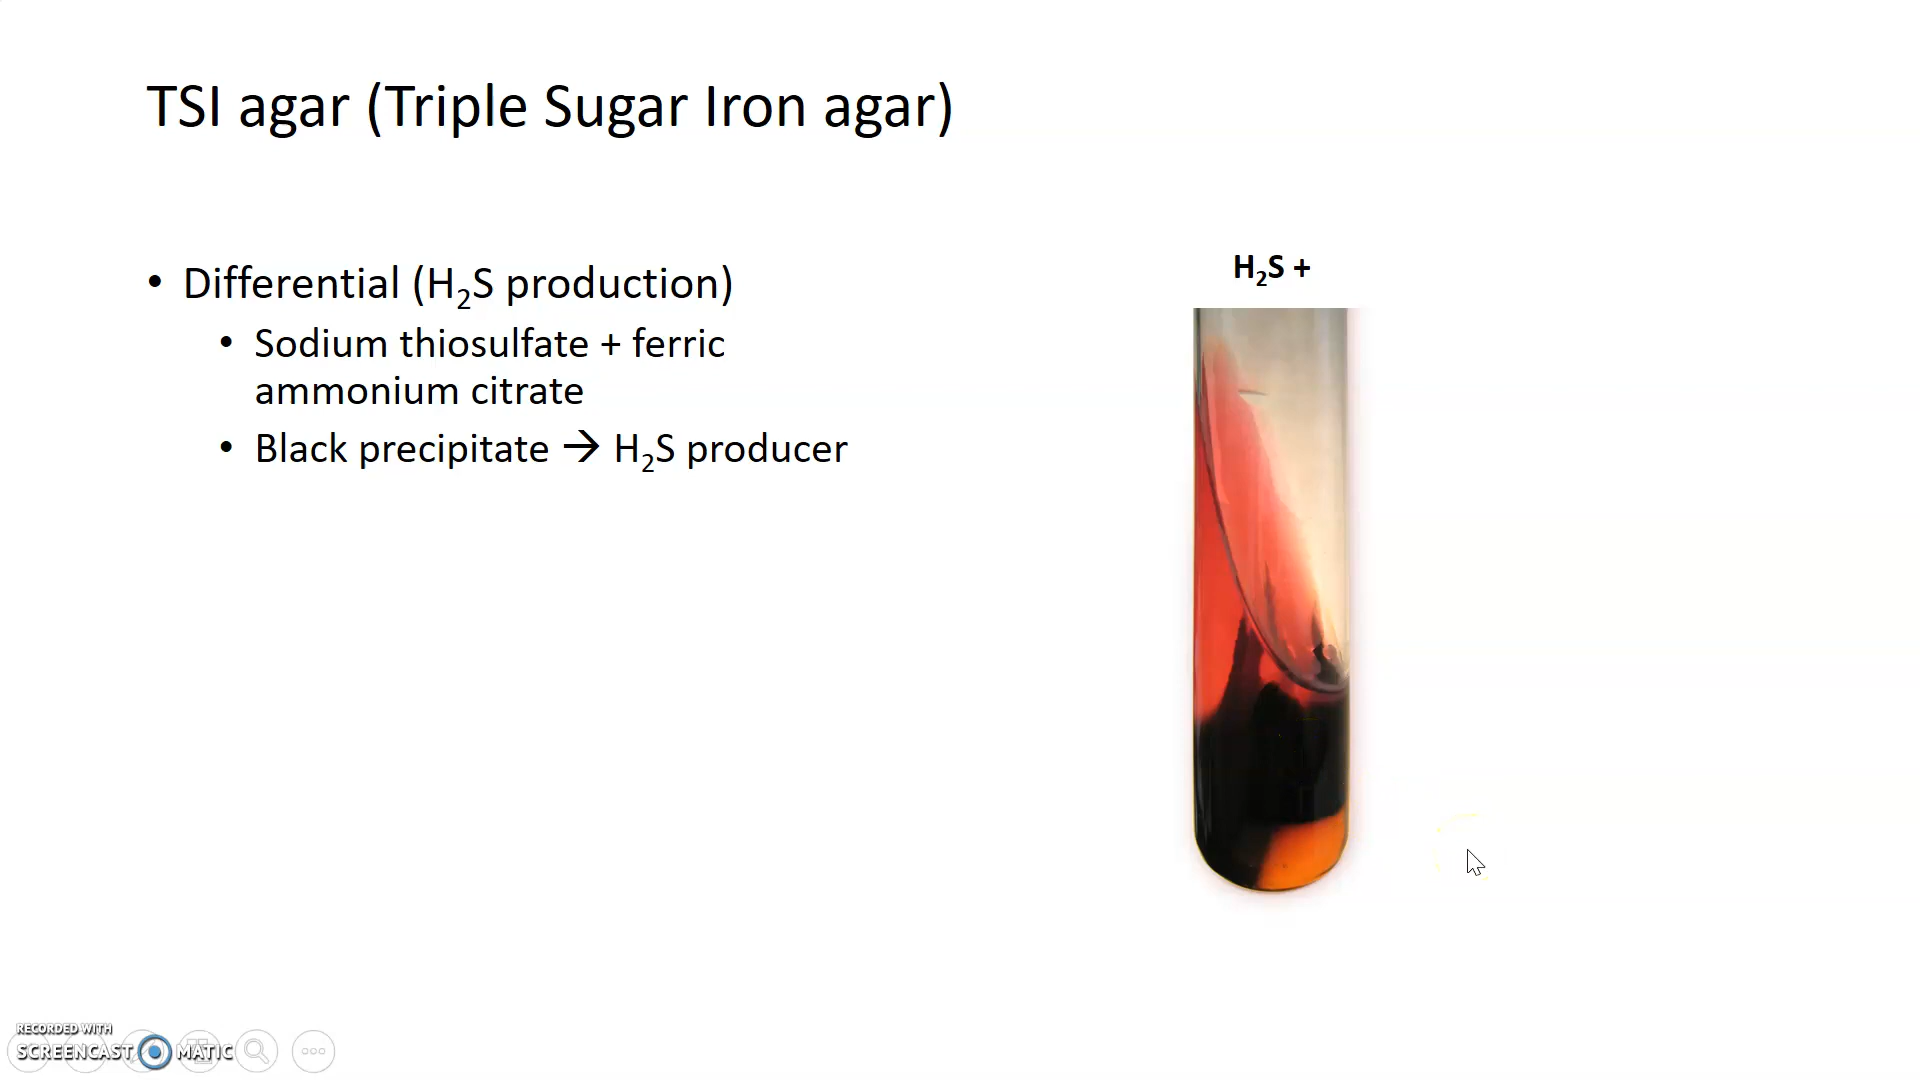 TSI agar (Triple Sugar Iron agar)
• Differential (H₂S production)
• Sodium thiosulfate + ferric
ammonium citrate
• Black precipitate → H₂S producer
H₂S +
RECORDED WITH
SCREENCAST MATIC